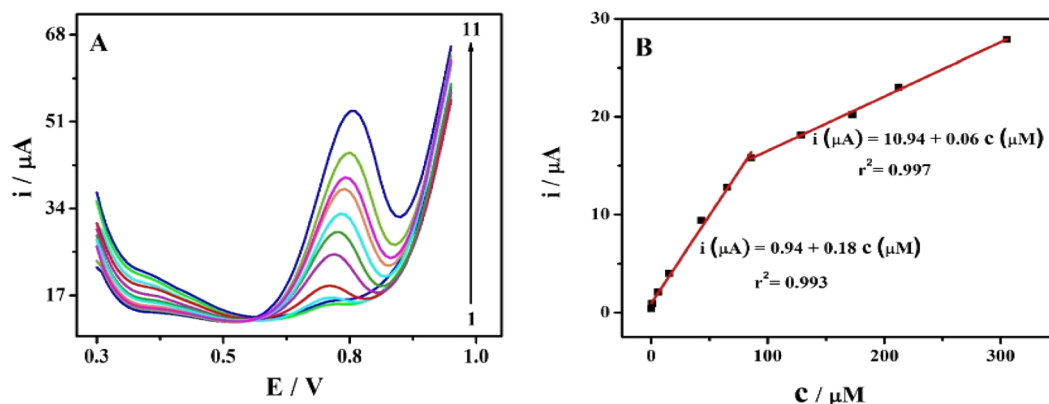 A
68
51
34
17
i / µA
0.3
0.5
0.8
1.0
E / V
11
1
B
30
20
10
0
i / µA
0
100
200
300
c / µM
i (µA) = 10.94 + 0.06 c (µM)
r²= 0.997
i (µA) = 0.94 + 0.18 c (µM)
r²= 0.993